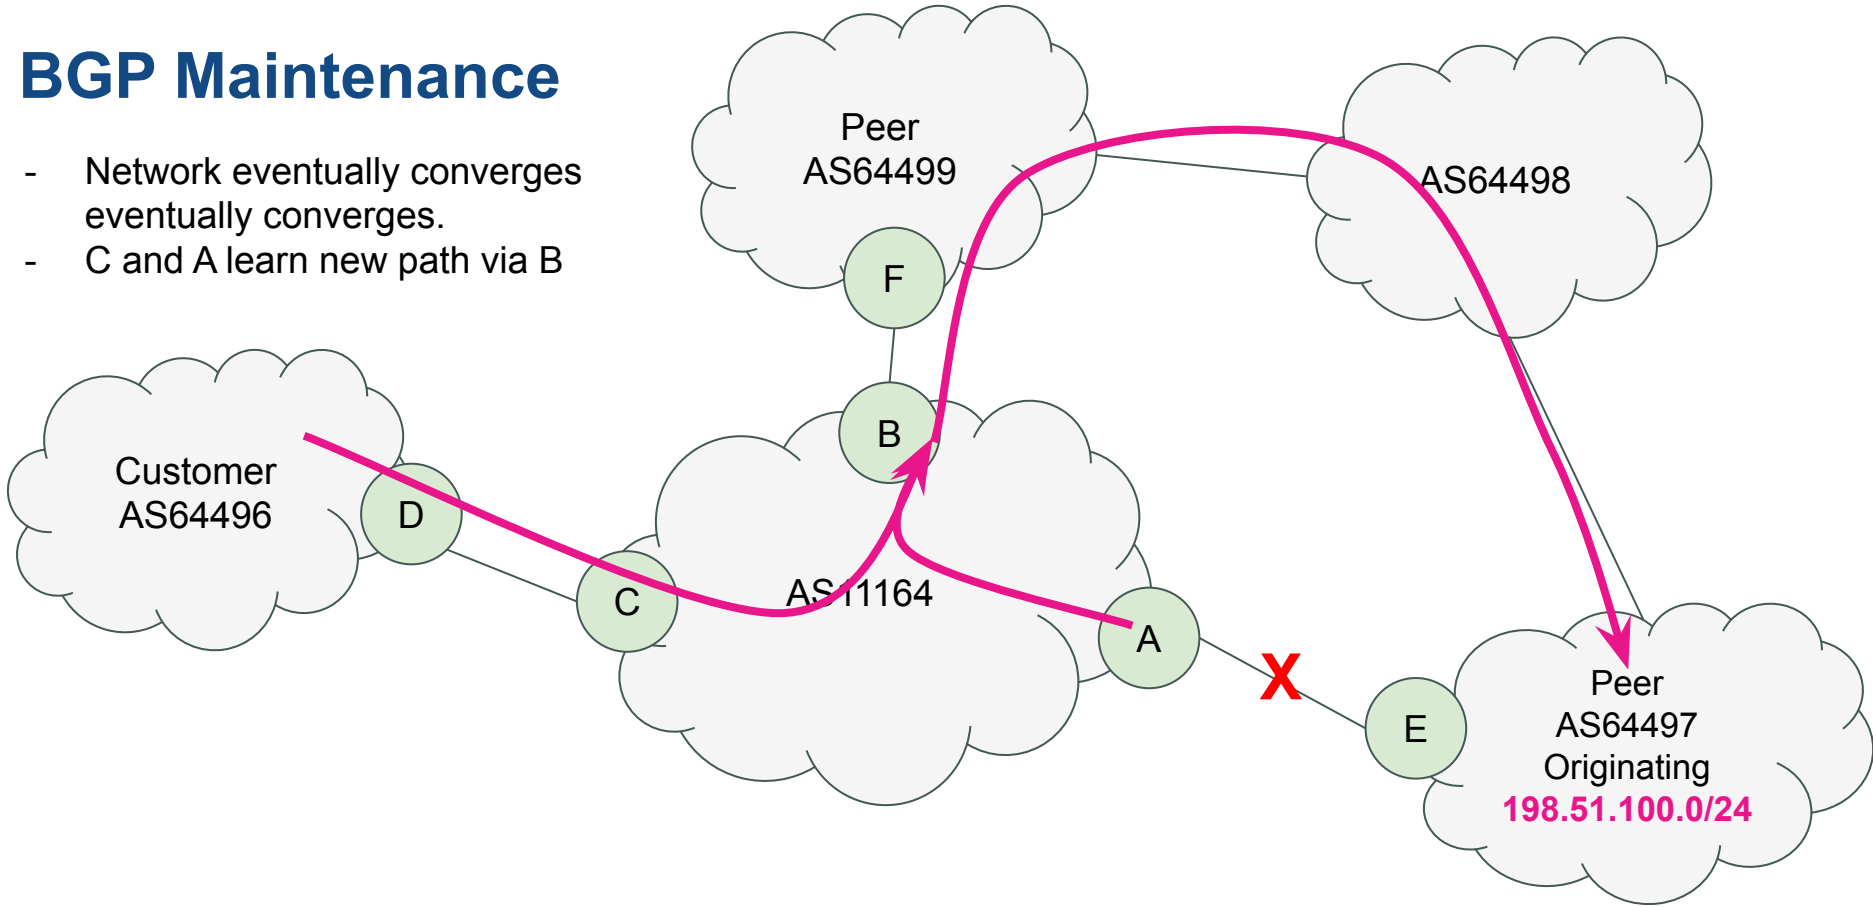 BGP Maintenance
- Network eventually converges
eventually converges.
- C and A learn new path via B
Peer
AS64499
AS64498
F
B
Customer
AS64496
D
C
AS11164
A
X
E
Peer
AS64497
Originating
198.51.100.0/24